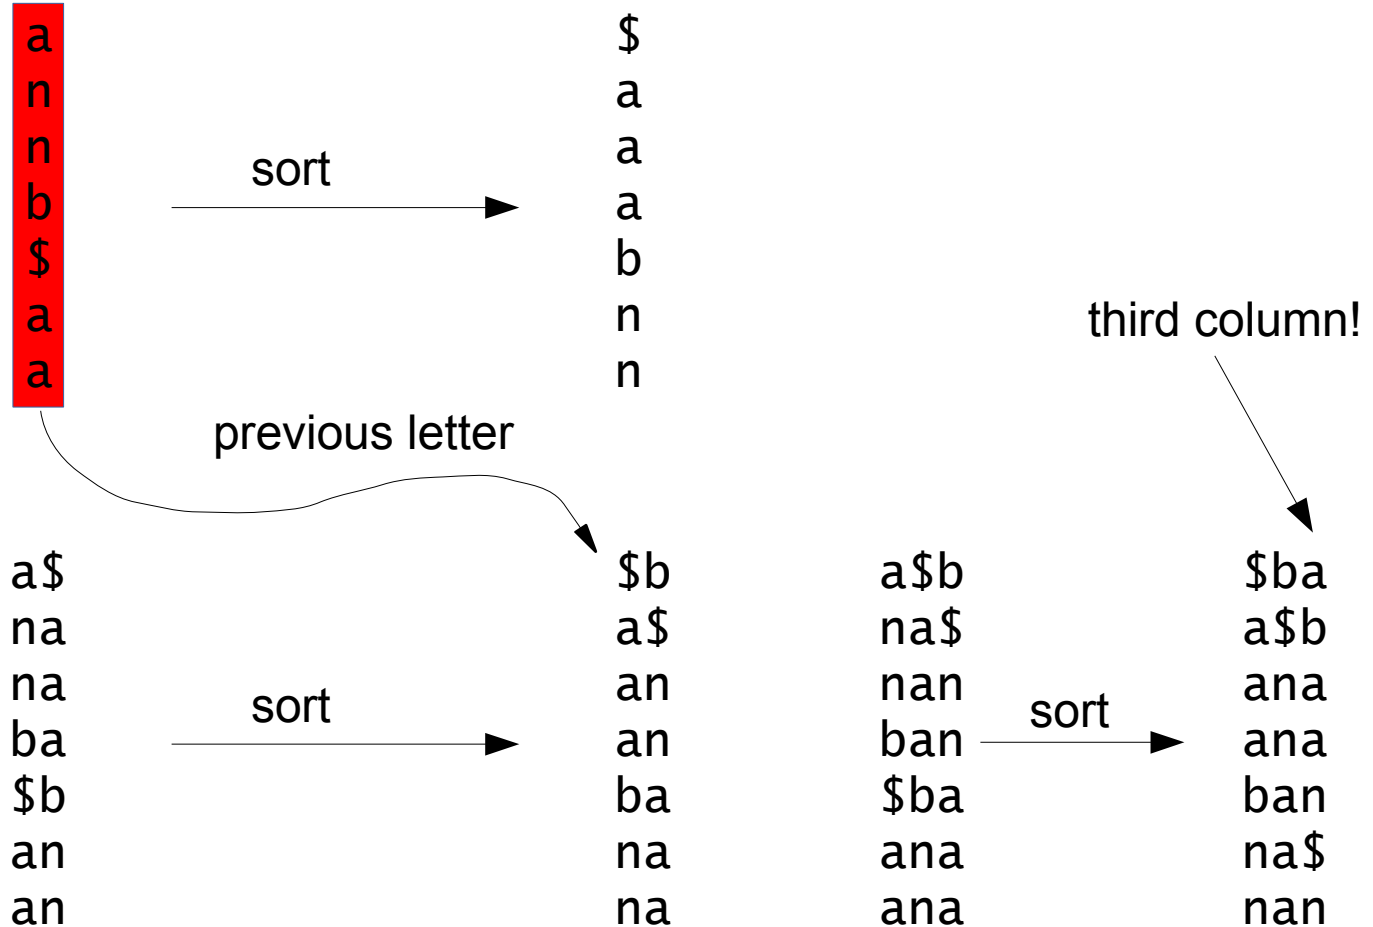 a $
n a
n a
sort
b a
$ b
a n
third column!
a n
previous letter
a$ $b a$b $ba
na a$ na$ a$b
na an nan ana
sort sort
ba an ban ana
$b ba $ba ban
an na ana na$
an na ana nan